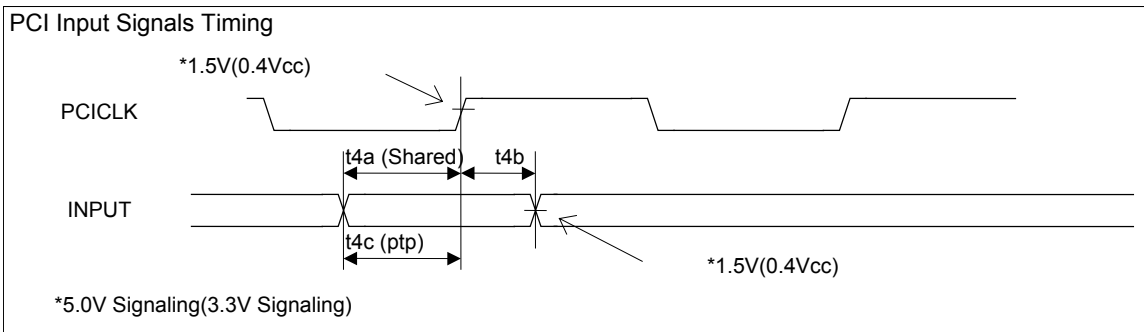 PCI Input Signals Timing
*1.5V(0.4Vcc)
PCICLK
t4a (Shared) t4b
INPUT
t4c (ptp)
*1.5V(0.4Vcc)
*5.0V Signaling(3.3V Signaling)